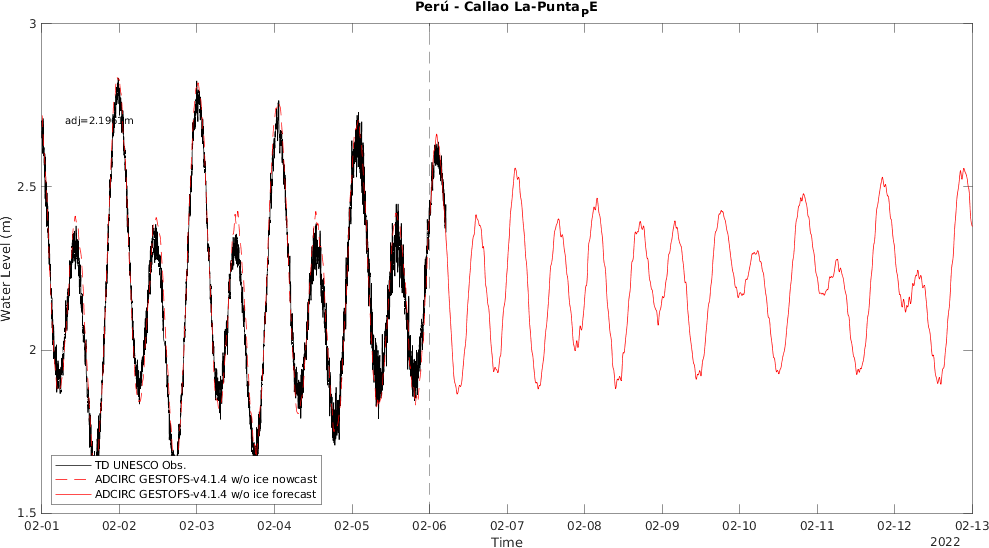 Perú - Callao La-Punta_PE
3
2.5
2
1.5
Water Level (m)
adj=2.1961m
TD UNESCO Obs.
ADCIRC GESTOFS-v4.1.4 w/o ice nowcast
ADCIRC GESTOFS-v4.1.4 w/o ice forecast
02-01 02-02 02-03 02-04 02-05 02-06 02-07 02-08 02-09 02-10 02-11 02-12 02-13
Time
2022